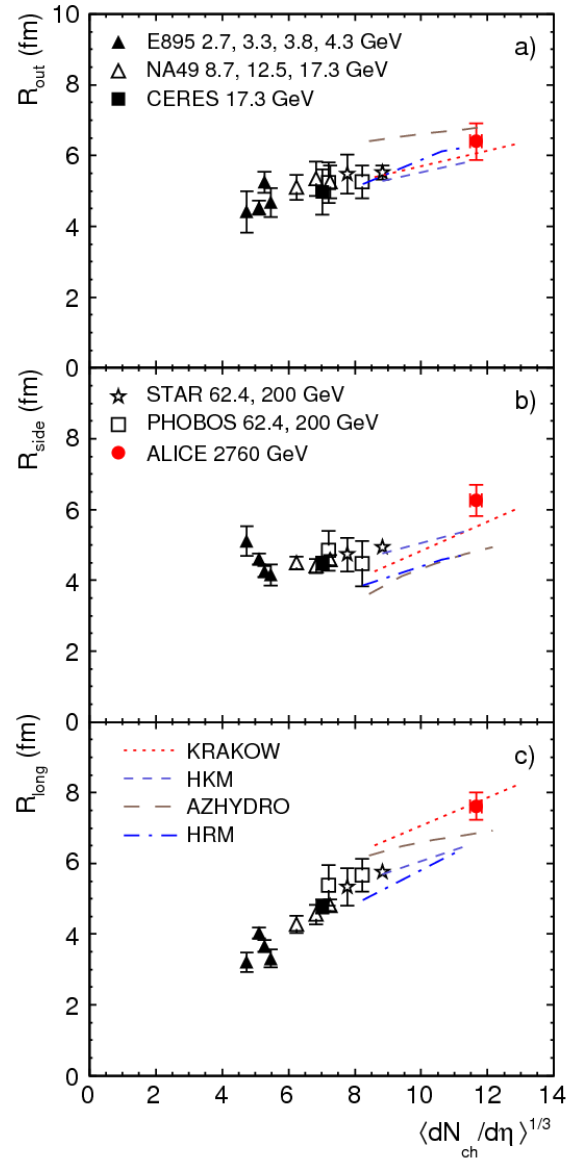 R_out (fm)
10
8
6
4
2
0
E895 2.7, 3.3, 3.8, 4.3 GeV
NA49 8.7, 12.5, 17.3 GeV
CERES 17.3 GeV
a)
R_side (fm)
8
6
4
2
0
STAR 62.4, 200 GeV
PHOBOS 62.4, 200 GeV
ALICE 2760 GeV
b)
R_long (fm)
8
6
4
2
0
KRAKOW
HKM
AZHYDRO
HRM
c)
0 2 4 6 8 10 12 14
⟨dN_ch/dη⟩^1/3